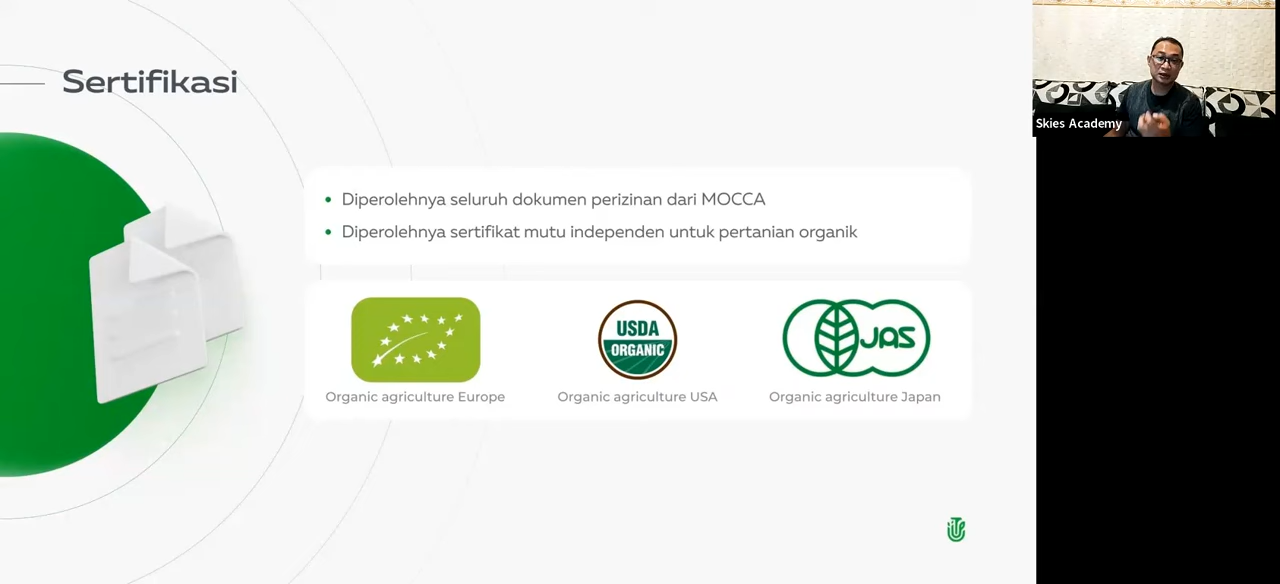 Sertifikasi
Skies Academy
Diperolehnya seluruh dokumen perizinan dari MOCCA
Diperolehnya sertifikat mutu independen untuk pertanian organik
USDA
ORGANIC
JAS
Organic agriculture Europe
Organic agriculture USA
Organic agriculture Japan